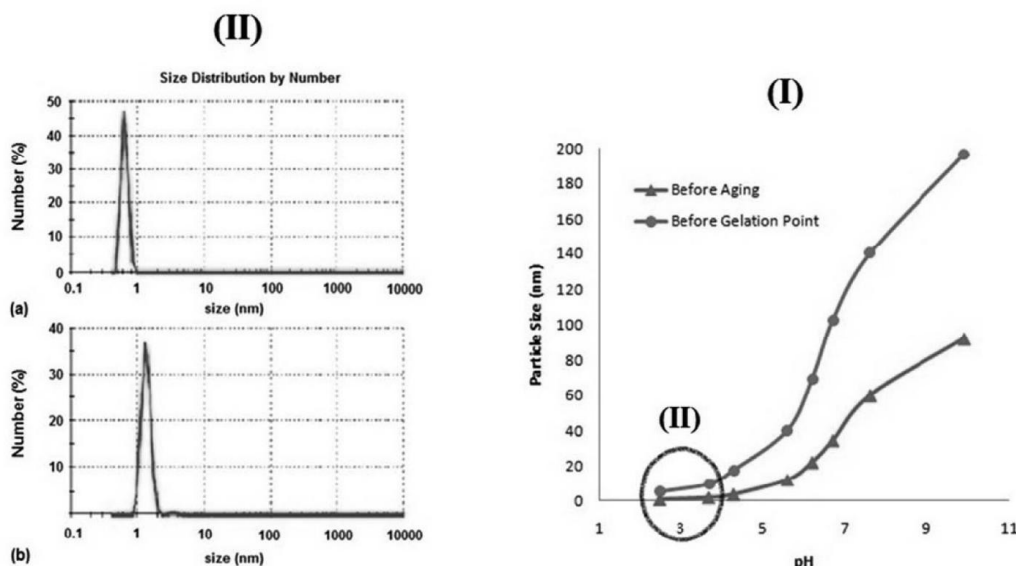 (II)
Size Distribution by Number
Number (%)
50
40
30
20
10
0
0.1 1 10 100 1000 10000
size (nm)
(a)
Number (%)
40
30
20
10
0.1 1 10 100 1000 10000
size (nm)
(b)
(I)
Particle Size (nm)
200
180
160
140
120
100
80
60
40
20
0
Before Aging
Before Gelation Point
(II)
1 3 5 7 9 11
pH